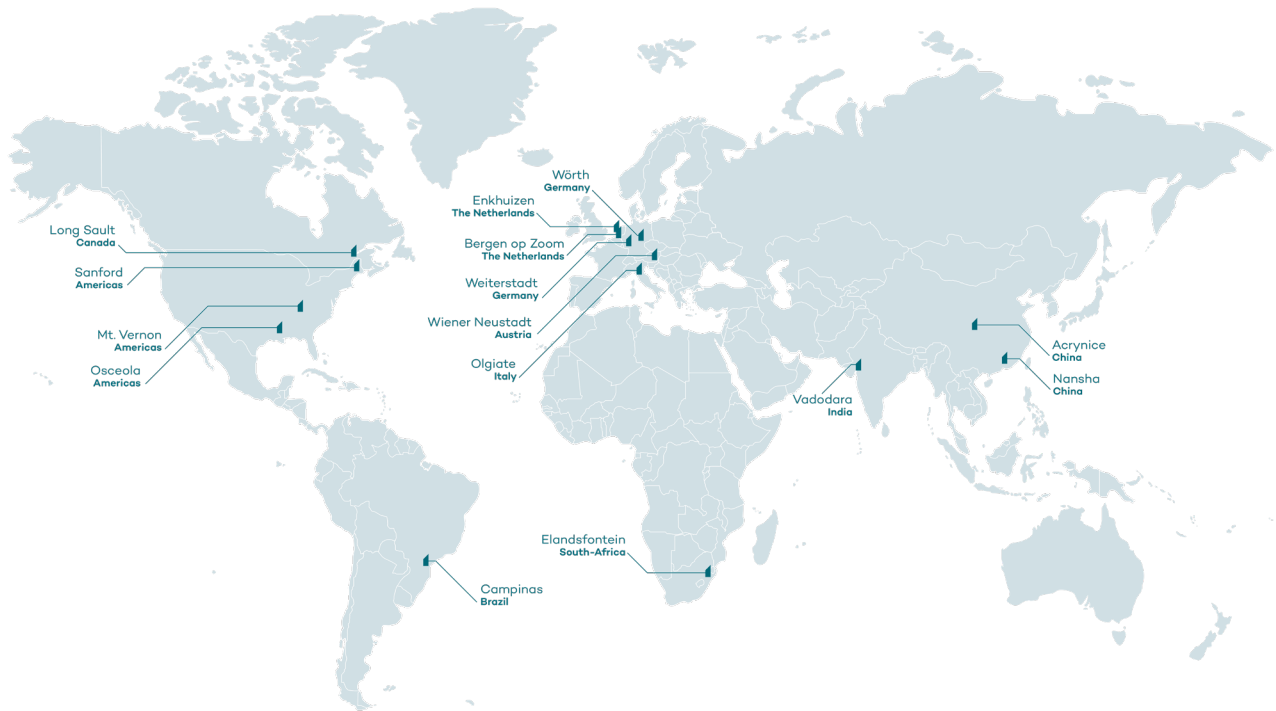 Wörth
Germany
Enkhuizen
The Netherlands
Long Sault
Canada
Bergen op Zoom
The Netherlands
Sanford
Americas
Weiterstadt
Germany
Wiener Neustadt
Austria
Mt. Vernon
Americas
Acrynice
China
Olgiate
Italy
Osceola
Americas
Nansha
China
Vadodara
India
Elandsfontein
South-Africa
Campinas
Brazil